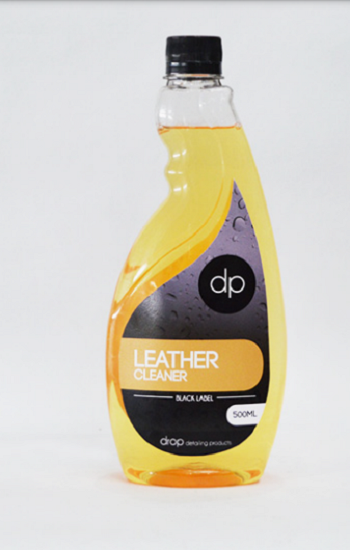 dp
LEATHER
CLEANER
BLACK LABEL
500ML
drop detailing products